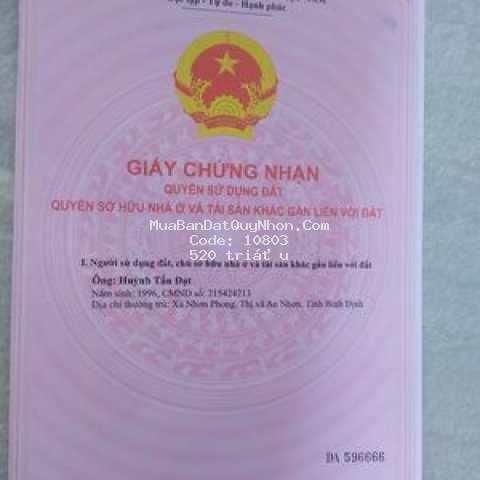 Độc lập - Tự do - Hạnh phúc
GIẤY CHỨNG NHẬN
QUYỀN SỬ DỤNG ĐẤT
QUYỀN SỞ HỮU NHÀ Ở VÀ TÀI SẢN KHÁC GẮN LIỀN VỚI ĐẤT
MuaBanDatQuyNhon.Com
Code: 10803
520 triát u
I. Người sử dụng đất, chủ sở hữu nhà ở và tài sản khác gắn liền với đất
Ông: Huỳnh Tấn Đạt
Năm sinh: 1996, CMND số: 215424213
Địa chỉ thường trú: Xã Nhơn Phong, Thị xã An Nhơn, Tỉnh Bình Định
DA 596666